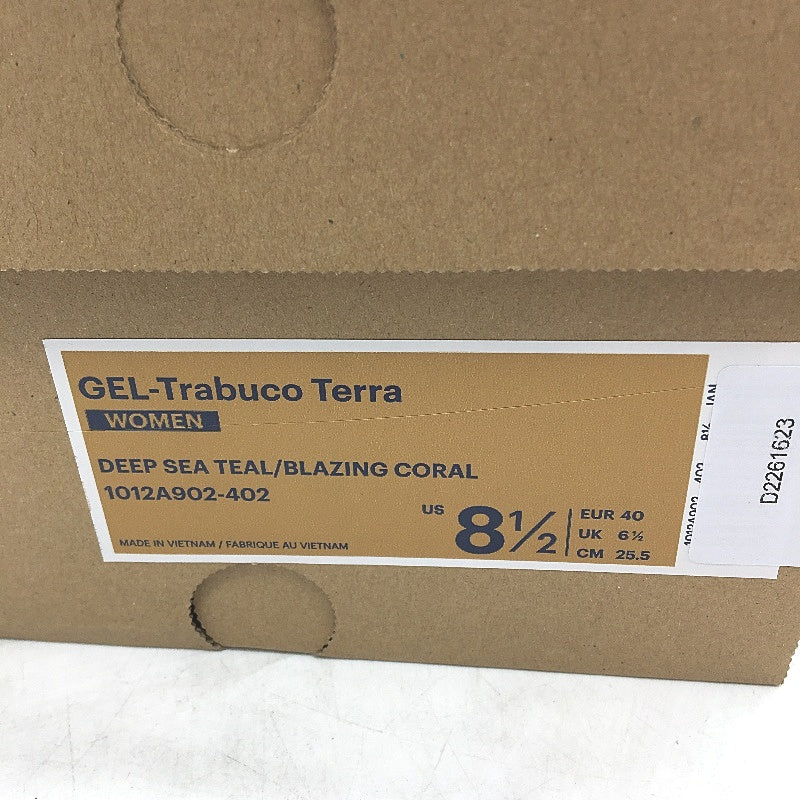 GEL-Trabuco Terra
WOMEN
DEEP SEA TEAL/BLAZING CORAL
1012A902-402
MADE IN VIETNAM / FABRIQUE AU VIETNAM
US 8½
EUR 40
UK 6½
CM 25.5
D2261623